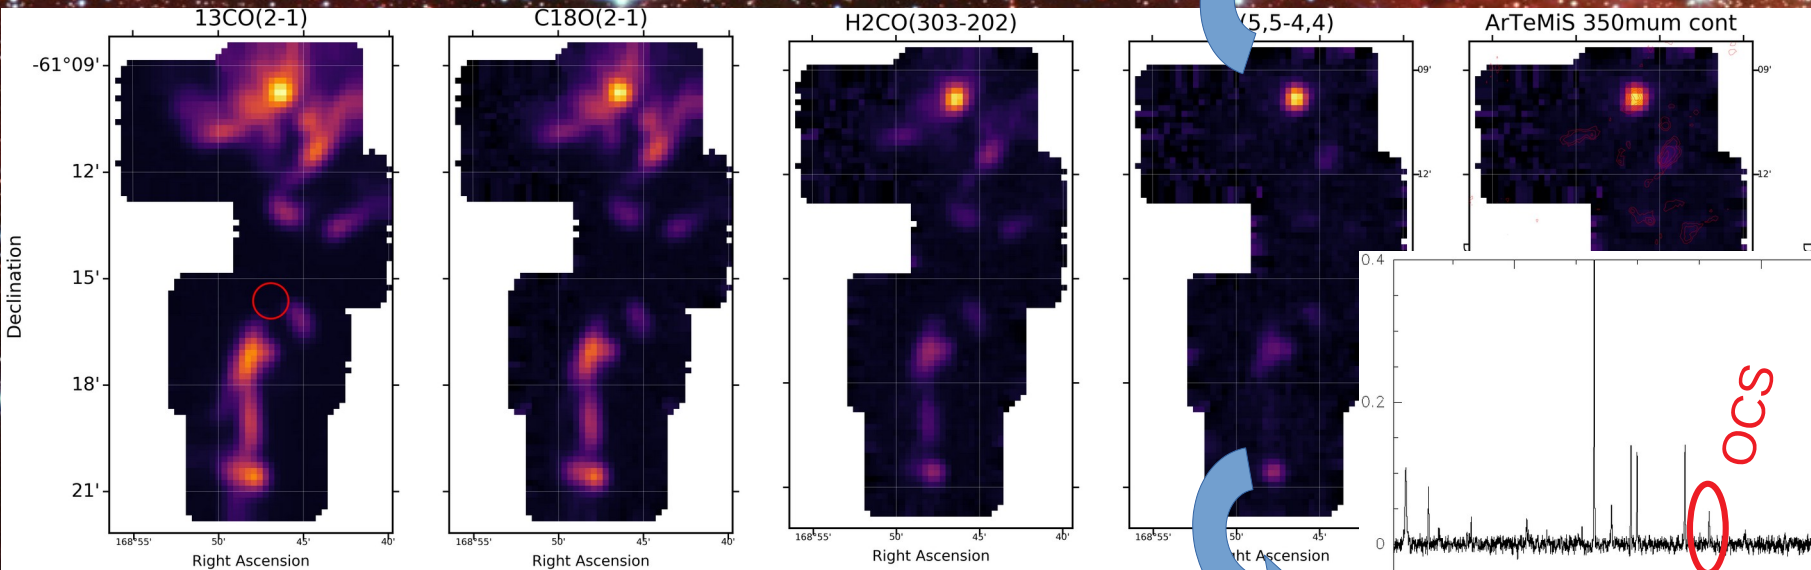 13CO(2-1)
C18O(2-1)
H2CO(303-202)
(5,5-4,4)
ArTeMiS 350mum cont
Declination
-61°09'
12'
15'
18'
21'
09'
12'
09'
12'
168°55'
50'
45'
40'
Right Ascension
168°55'
50'
45'
40'
Right Ascension
168°55'
50'
45'
40'
Right Ascension
168°55'
50'
45'
ght Ascension
0.4
0.2
0
OCS